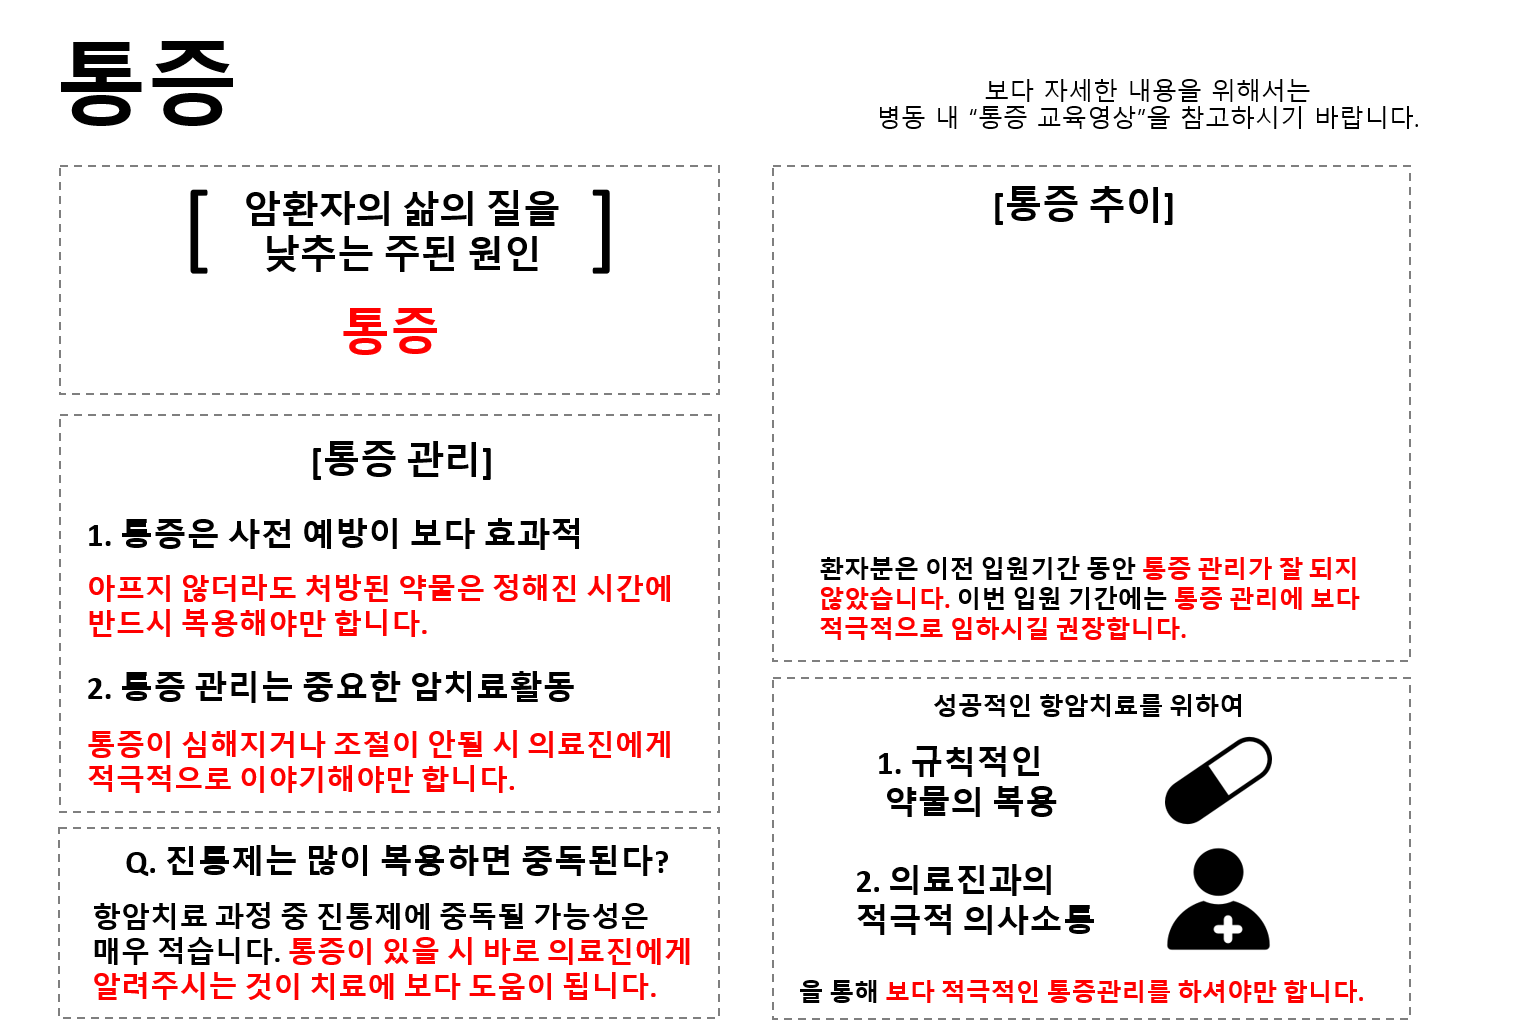 통증
보다 자세한 내용을 위해서는
병동 내 “통증 교육영상”을 참고하시기 바랍니다.
[ 암환자의 삶의 질을
낮추는 주된 원인 ]
통증
[통증 관리]
1. 통증은 사전 예방이 보다 효과적
아프지 않더라도 처방된 약물은 정해진 시간에
반드시 복용해야만 합니다.
2. 통증 관리는 중요한 암치료활동
통증이 심해지거나 조절이 안될 시 의료진에게
적극적으로 이야기해야만 합니다.
Q. 진통제는 많이 복용하면 중독된다?
항암치료 과정 중 진통제에 중독될 가능성은
매우 적습니다. 통증이 있을 시 바로 의료진에게
알려주시는 것이 치료에 보다 도움이 됩니다.
[통증 추이]
환자분은 이전 입원기간 동안 통증 관리가 잘 되지
않았습니다. 이번 입원 기간에는 통증 관리에 보다
적극적으로 임하시길 권장합니다.
성공적인 항암치료를 위하여
1. 규칙적인
약물의 복용
2. 의료진과의
적극적 의사소통
을 통해 보다 적극적인 통증관리를 하셔야만 합니다.